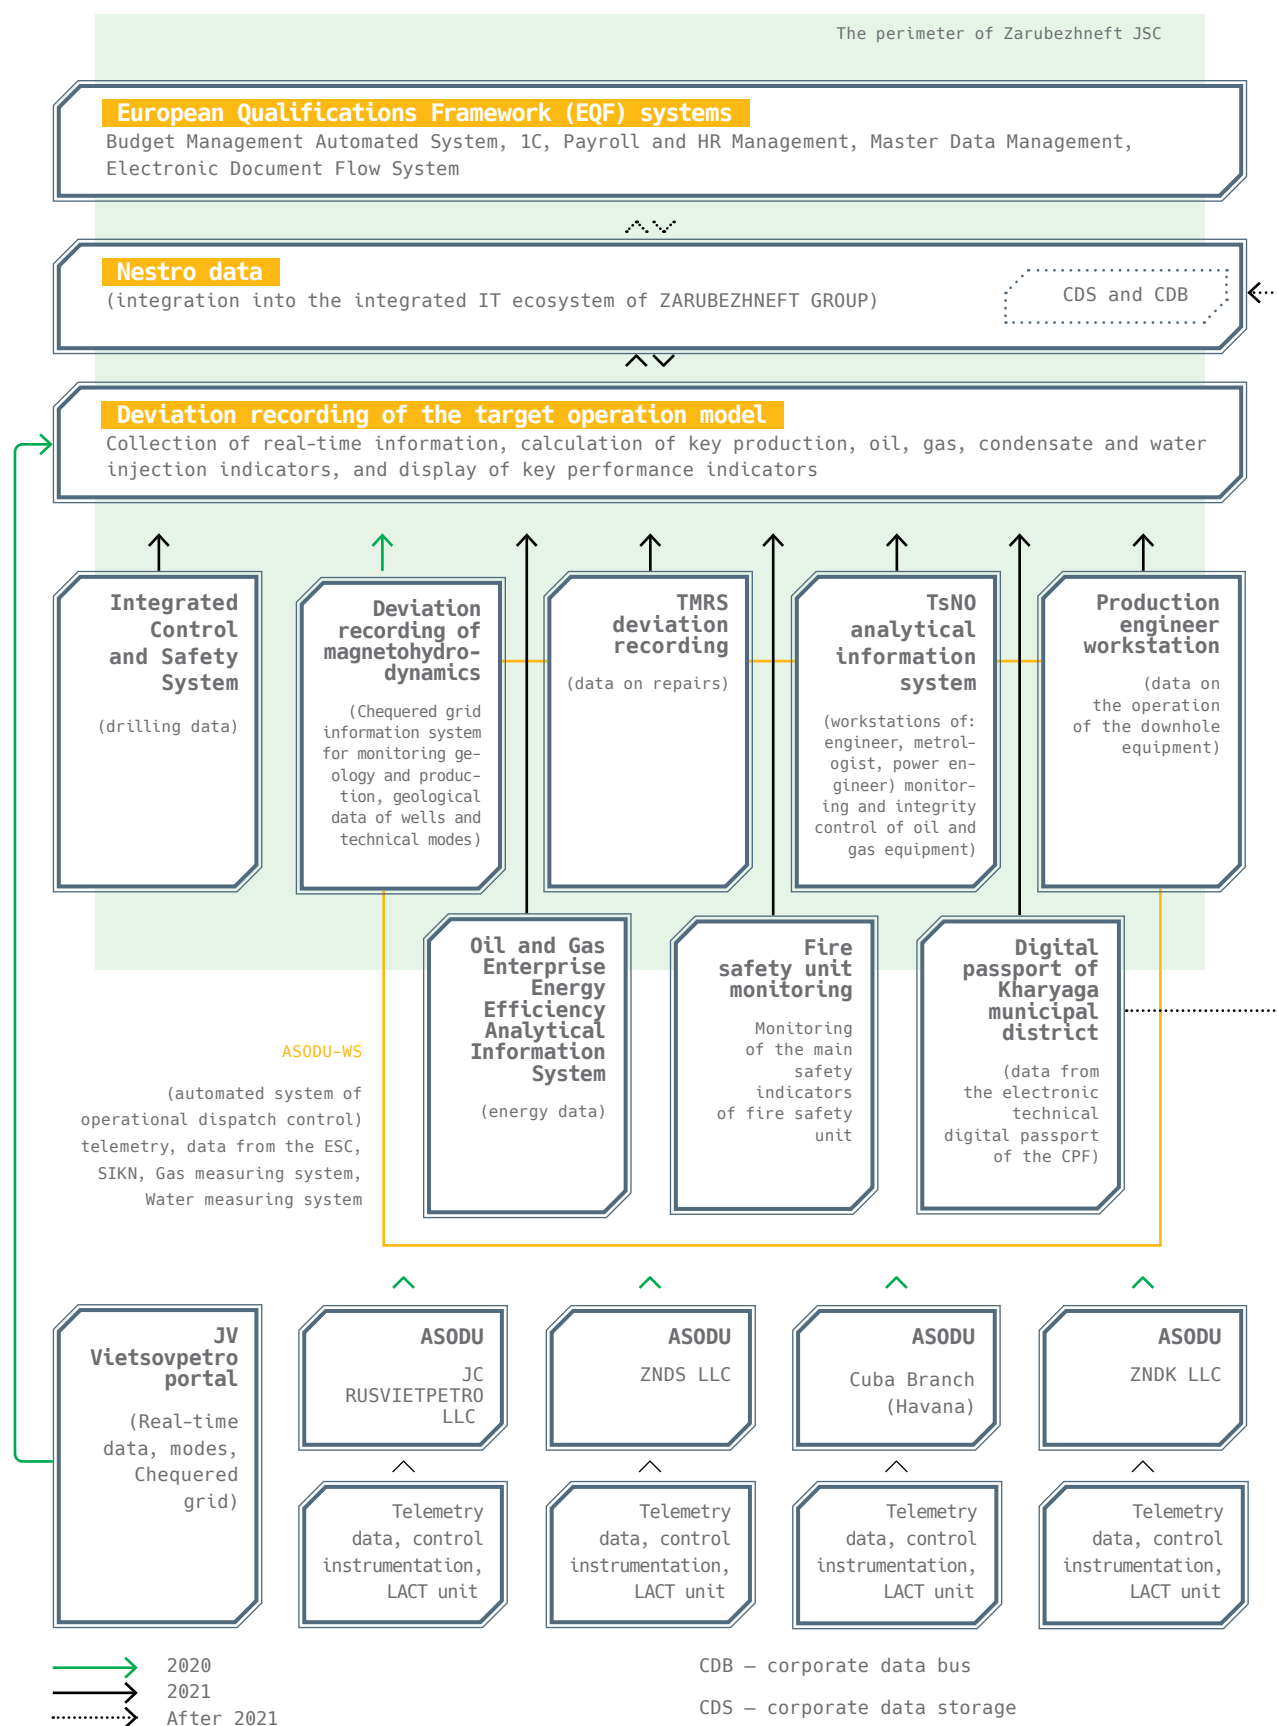 The perimeter of Zarubezhneft JSC
European Qualifications Framework (EQF) systems
Budget Management Automated System, 1C, Payroll and HR Management, Master Data Management,
Electronic Document Flow System
Nestro data
(integration into the integrated IT ecosystem of ZARUBEZHNEFT GROUP)
CDS and CDB
Deviation recording of the target operation model
Collection of real-time information, calculation of key production, oil, gas, condensate and water
injection indicators, and display of key performance indicators
Integrated
Control
and Safety
System
(drilling data)
Deviation
recording of
magnetohydro-
dynamics
(Chequered grid
information system
for monitoring ge-
ology and produc-
tion, geological
data of wells and
technical modes)
TMRS
deviation
recording
(data on repairs)
TsNO
analytical
information
system
(workstations of:
engineer, metrol-
ogist, power en-
gineer) monitor-
ing and integrity
control of oil and
gas equipment)
Production
engineer
workstation
(data on
the operation
of the downhole
equipment)
Oil and Gas
Enterprise
Energy
Efficiency
Analytical
Information
System
(energy data)
Fire
safety unit
monitoring
Monitoring
of the main
safety
indicators
of fire safety
unit
Digital
passport of
Kharyaga
municipal
district
(data from
the electronic
technical
digital passport
of the CPF)
ASODU-WS
(automated system of
operational dispatch control)
telemetry, data from the ESC,
SIKN, Gas measuring system,
Water measuring system
JV
Vietsovpetro
portal
(Real-time
data, modes,
Chequered
grid)
ASODU
JC
RUSVIETPETRO
LLC
ASODU
ZNDS LLC
ASODU
Cuba Branch
(Havana)
ASODU
ZNDK LLC
Telemetry
data, control
instrumentation,
LACT unit
Telemetry
data, control
instrumentation,
LACT unit
Telemetry
data, control
instrumentation,
LACT unit
Telemetry
data, control
instrumentation,
LACT unit
2020
2021
After 2021
CDB – corporate data bus
CDS – corporate data storage